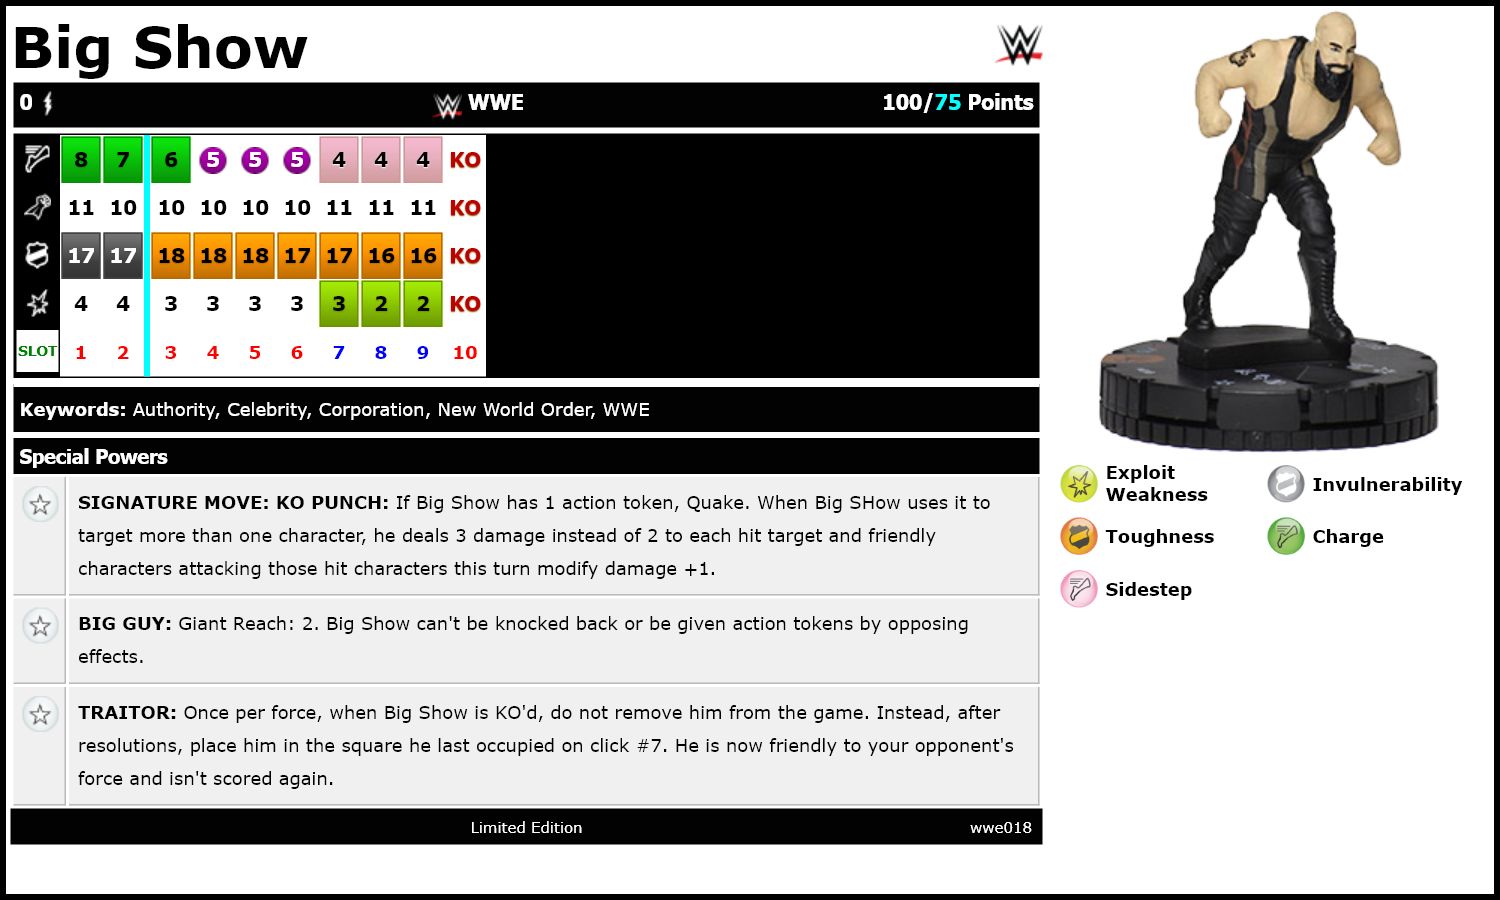 Big Show
W
0 WWE 100/75 Points
8 7 6 5 5 5 4 4 4 KO
11 10 10 10 10 10 11 11 11 KO
17 17 18 18 18 17 17 16 16 KO
4 4 3 3 3 3 3 2 2 KO
SLOT 1 2 3 4 5 6 7 8 9 10
Keywords: Authority, Celebrity, Corporation, New World Order, WWE
Special Powers
SIGNATURE MOVE: KO PUNCH: If Big Show has 1 action token, Quake. When Big SHow uses it to
target more than one character, he deals 3 damage instead of 2 to each hit target and friendly
characters attacking those hit characters this turn modify damage +1.
BIG GUY: Giant Reach: 2. Big Show can't be knocked back or be given action tokens by opposing
effects.
TRAITOR: Once per force, when Big Show is KO'd, do not remove him from the game. Instead, after
resolutions, place him in the square he last occupied on click #7. He is now friendly to your opponent's
force and isn't scored again.
Limited Edition wwe018
Exploit
Weakness
Invulnerability
Toughness
Charge
Sidestep